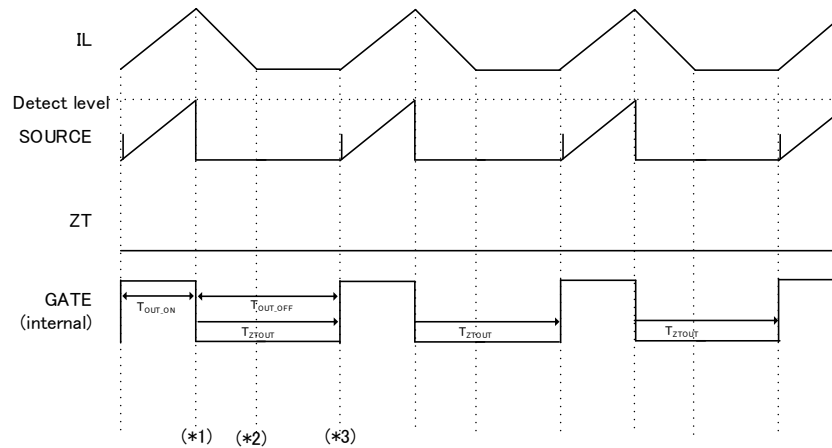 IL
Detect level
SOURCE
ZT
GATE
(internal)
TOUT_ON
TOUT_OFF
TZTOUT
TZTOUT
TZTOUT
(*1)
(*2)
(*3)